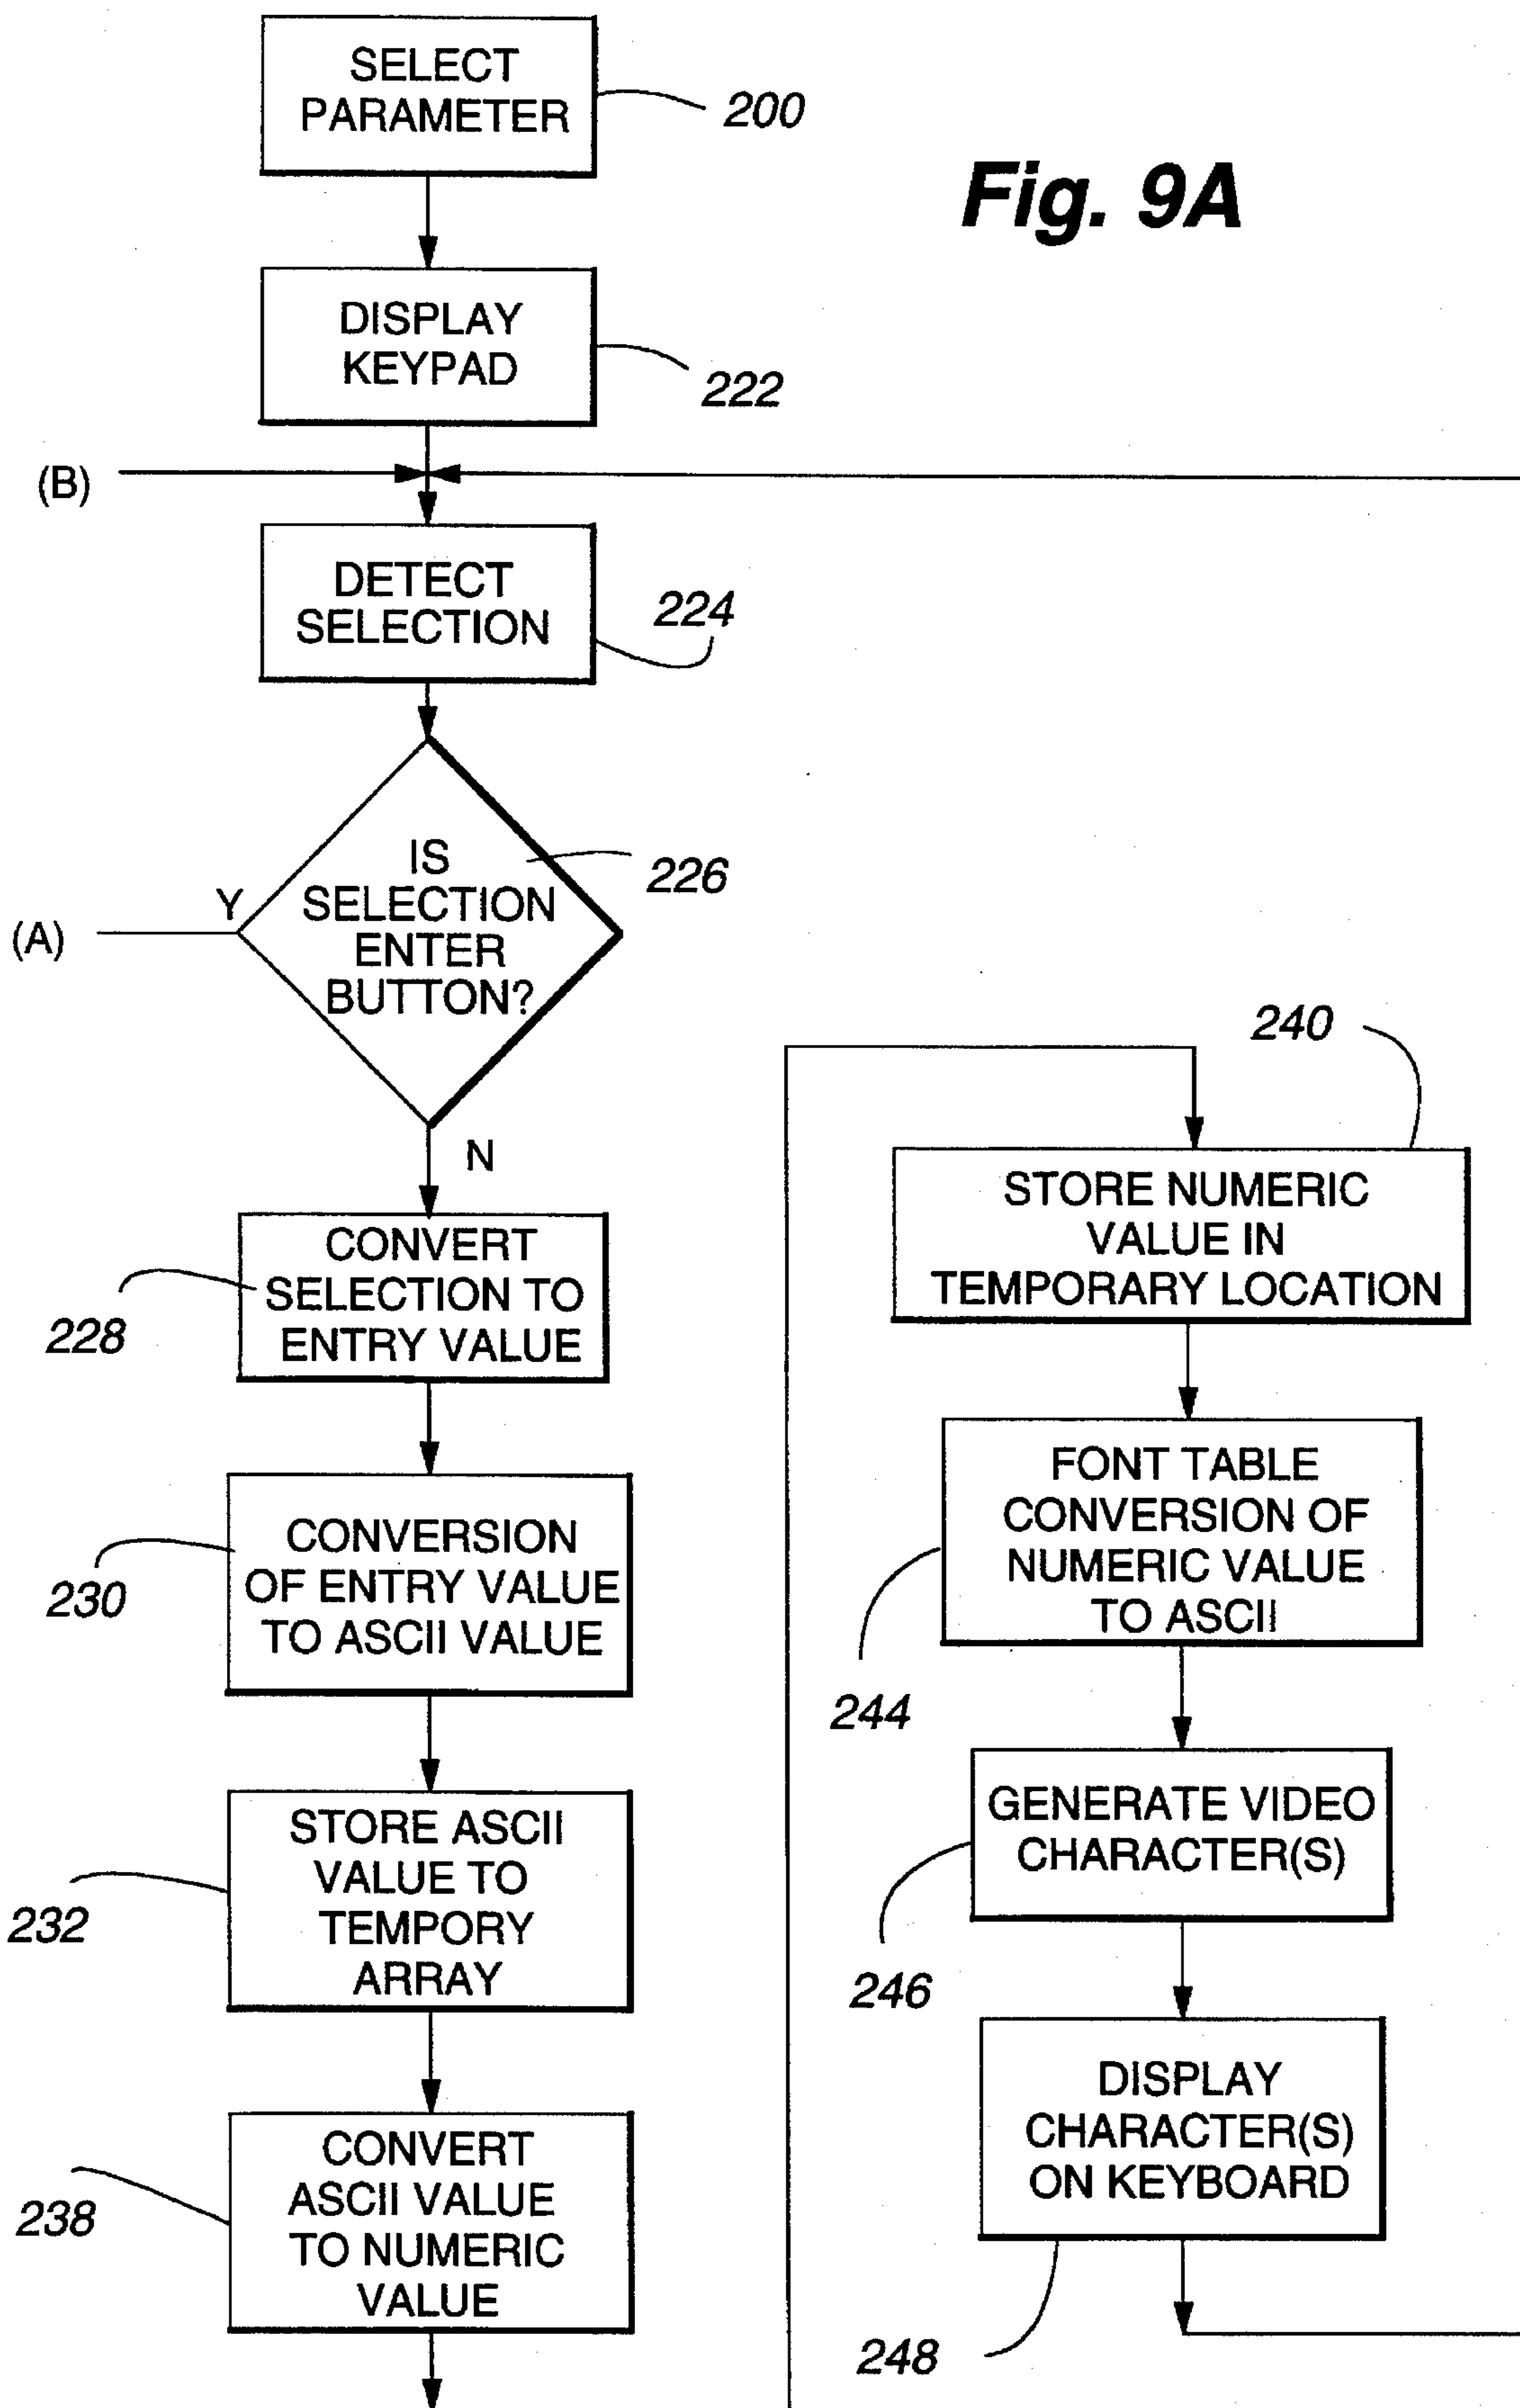 SELECT
PARAMETER
200
Fig. 9A
DISPLAY
KEYPAD
222
(B)
DETECT
SELECTION
224
IS
SELECTION
ENTER
BUTTON?
226
Y
(A)
N
CONVERT
SELECTION TO
ENTRY VALUE
228
CONVERSION
OF ENTRY VALUE
TO ASCII VALUE
230
STORE ASCII
VALUE TO
TEMPORY
ARRAY
232
CONVERT
ASCII VALUE
TO NUMERIC
VALUE
238
240
STORE NUMERIC
VALUE IN
TEMPORARY LOCATION
FONT TABLE
CONVERSION OF
NUMERIC VALUE
TO ASCII
244
GENERATE VIDEO
CHARACTER(S)
246
DISPLAY
CHARACTER(S)
ON KEYBOARD
248